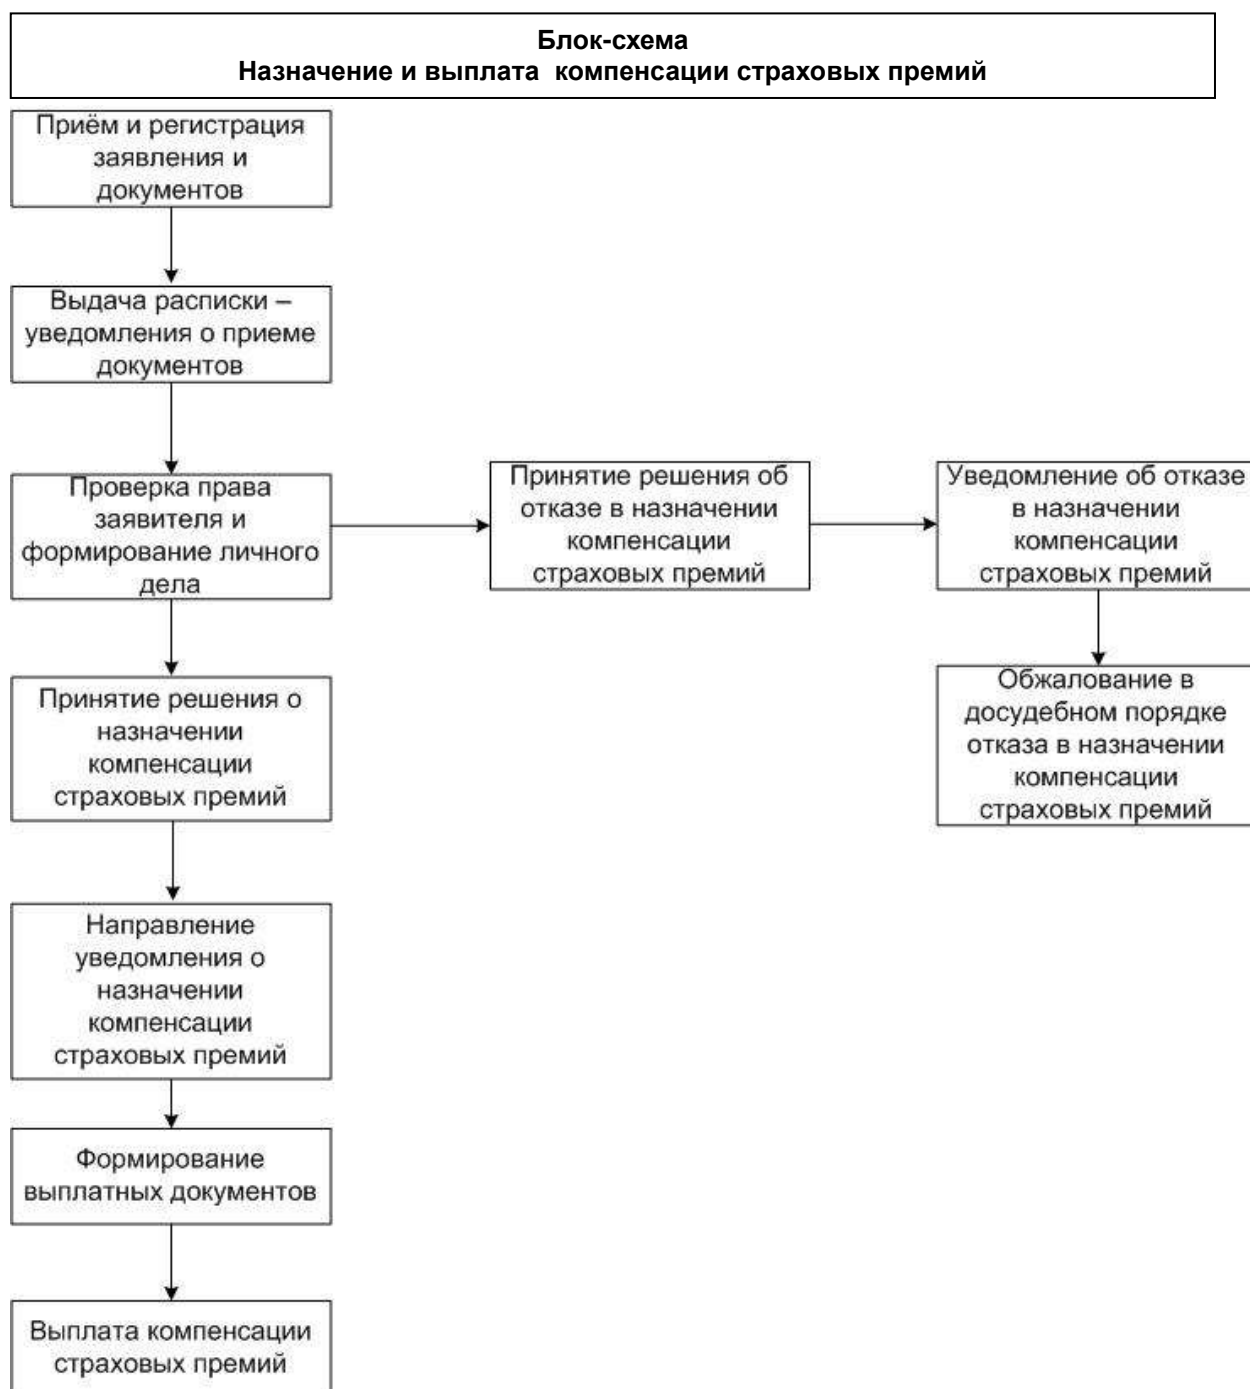 Блок-схема
Назначение и выплата  компенсации страховых премий
Приём и регистрация
заявления и
документов
Выдача расписки –
уведомления о приеме
документов
Проверка права
заявителя и
формирование личного
дела
Принятие решения об
отказе в назначении
компенсации
страховых премий
Уведомление об отказе
в назначении
компенсации
страховых премий
Обжалование в
досудебном порядке
отказа в назначении
компенсации
страховых премий
Принятие решения о
назначении
компенсации
страховых премий
Направление
уведомления о
назначении
компенсации
страховых премий
Формирование
выплатных документов
Выплата компенсации
страховых премий